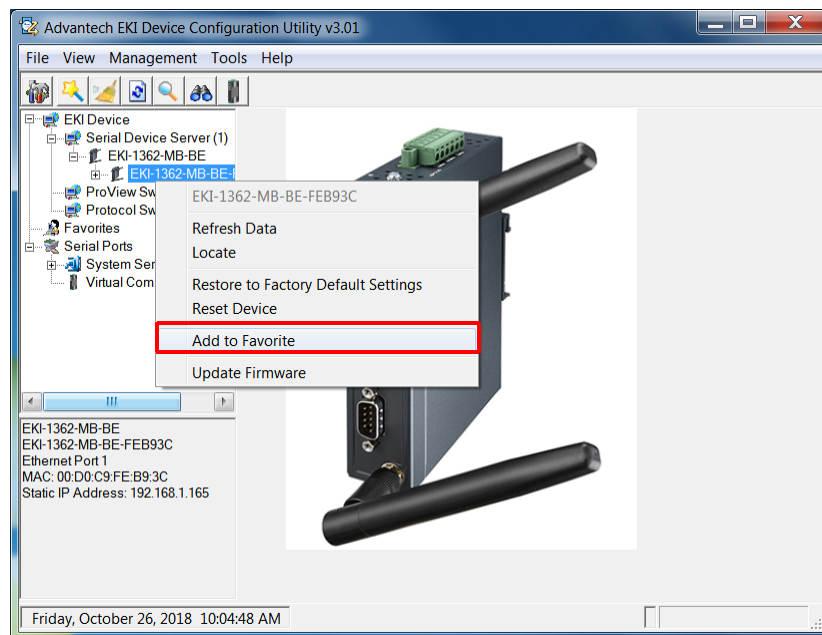 Advantech EKI Device Configuration Utility v3.01
File View Management Tools Help
EKI Device
Serial Device Server (1)
EKI-1362-MB-BE
EKI-1362-MB-BE-F
ProView Sw
Protocol Sw
Favorites
Serial Ports
System Ser
Virtual Com
EKI-1362-MB-BE-FEB93C
Refresh Data
Locate
Restore to Factory Default Settings
Reset Device
Add to Favorite
Update Firmware
EKI-1362-MB-BE
EKI-1362-MB-BE-FEB93C
Ethernet Port 1
MAC: 00:D0:C9:FE:B9:3C
Static IP Address: 192.168.1.165
Friday, October 26, 2018 10:04:48 AM